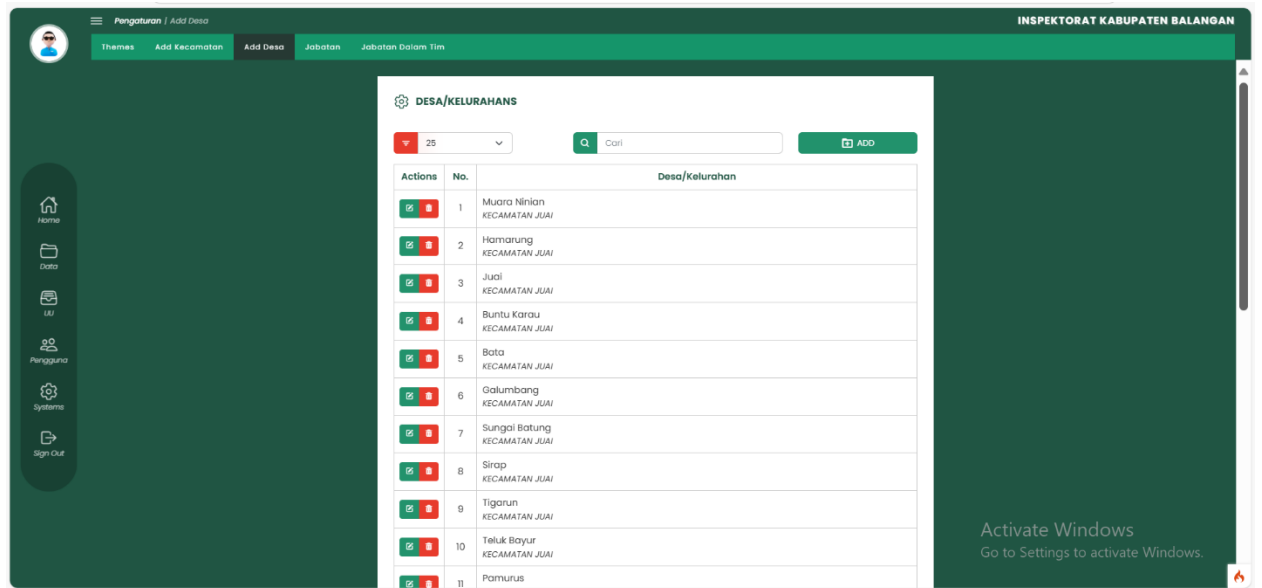 Pengaturan / Add Desa
INSPEKTORAT KABUPATEN BALANGAN
Themes Add Kecamatan Add Desa Jabatan Jabatan Dalam Tim
DESA/KELURAHANS
25 Cari ADD
Actions No. Desa/Kelurahan
1 Muara Ninian
KECAMATAN JUAI
2 Hamarung
KECAMATAN JUAI
3 Juai
KECAMATAN JUAI
4 Buntu Karau
KECAMATAN JUAI
5 Bata
KECAMATAN JUAI
6 Galumbang
KECAMATAN JUAI
7 Sungai Batung
KECAMATAN JUAI
8 Sirap
KECAMATAN JUAI
9 Tigarun
KECAMATAN JUAI
10 Teluk Bayur
KECAMATAN JUAI
11 Pamurus
Home
Data
UU
Pengguna
Systems
Sign Out
Activate Windows
Go to Settings to activate Windows.